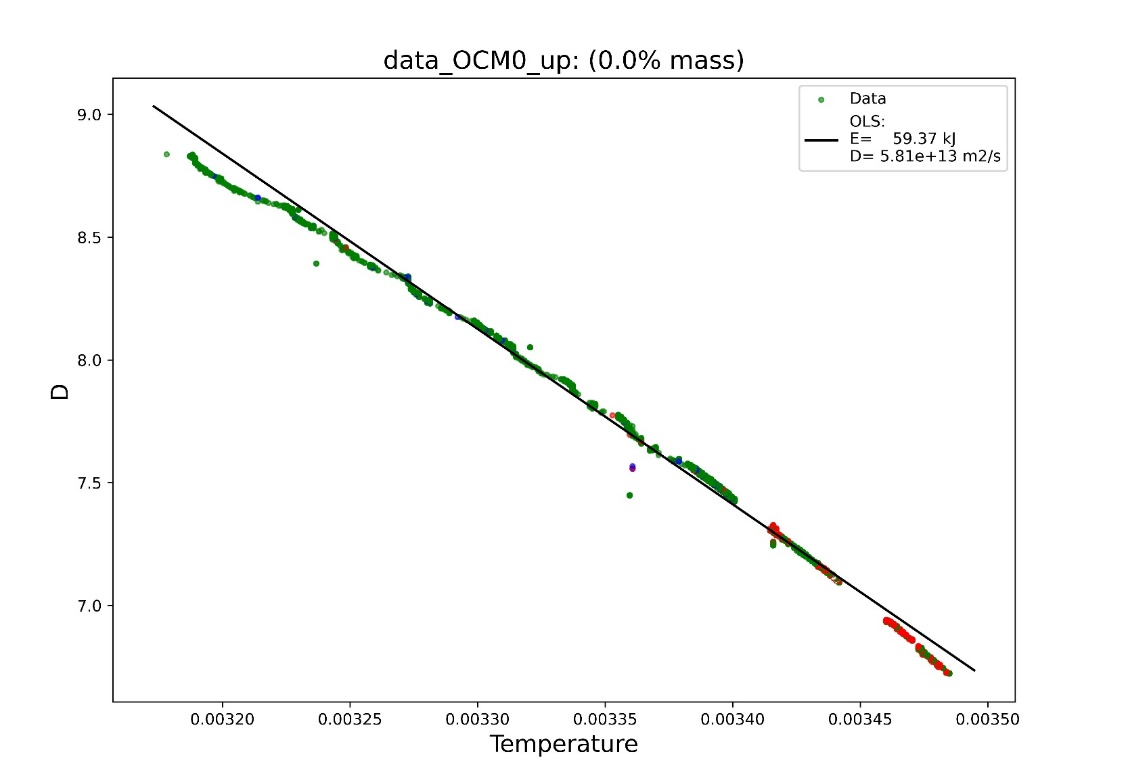 data_OCM0_up: (0.0% mass)
Data
OLS:
E= 59.37 kJ
D= 5.81e+13 m2/s
9.0
8.5
8.0
7.5
7.0
D
0.00320 0.00325 0.00330 0.00335 0.00340 0.00345 0.00350
Temperature